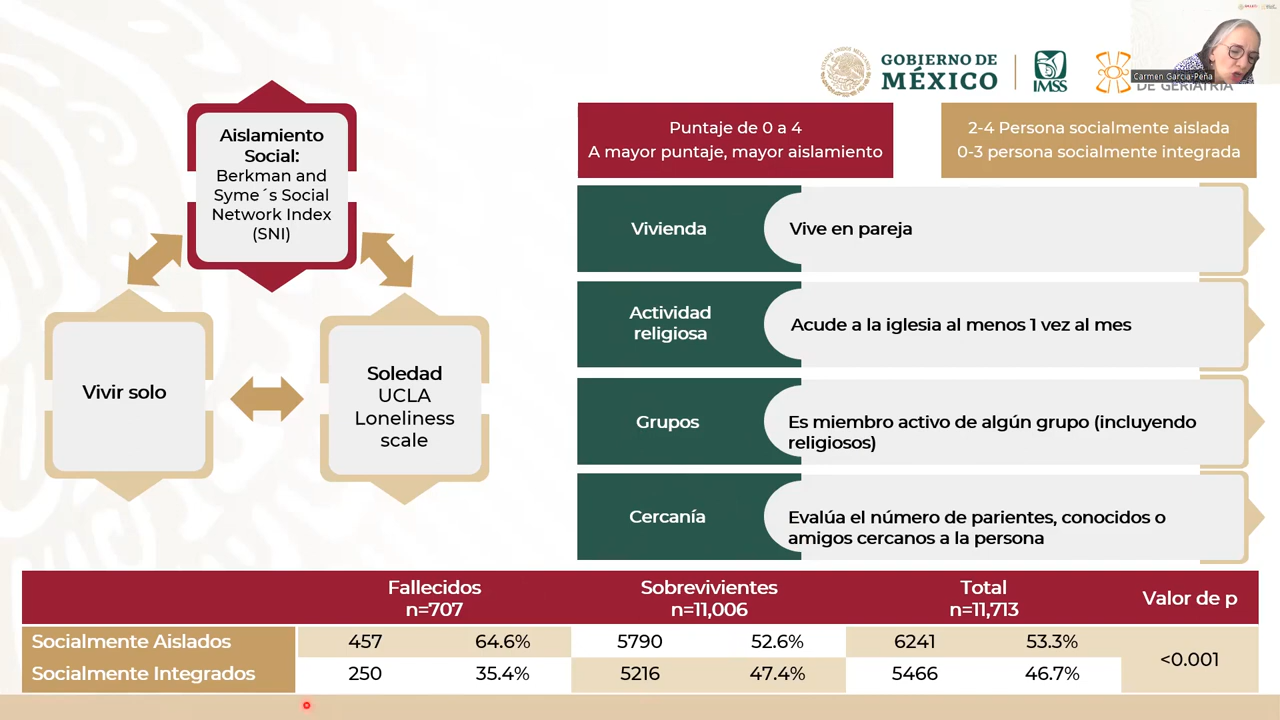 GOBIERNO DE
MÉXICO
IMSS
DE GERIATRÍA
Carmen García-Peña
Aislamiento
Social:
Berkman and
Syme´s Social
Network Index
(SNI)
Vivir solo
Soledad
UCLA
Loneliness
scale
Puntaje de 0 a 4
A mayor puntaje, mayor aislamiento
2-4 Persona socialmente aislada
0-3 persona socialmente integrada
Vivienda
Vive en pareja
Actividad
religiosa
Acude a la iglesia al menos 1 vez al mes
Grupos
Es miembro activo de algún grupo (incluyendo
religiosos)
Cercanía
Evalúa el número de parientes, conocidos o
amigos cercanos a la persona
Fallecidos
n=707
Sobrevivientes
n=11,006
Total
n=11,713
Valor de p
Socialmente Aislados 457 64.6% 5790 52.6% 6241 53.3%
Socialmente Integrados 250 35.4% 5216 47.4% 5466 46.7%
<0.001